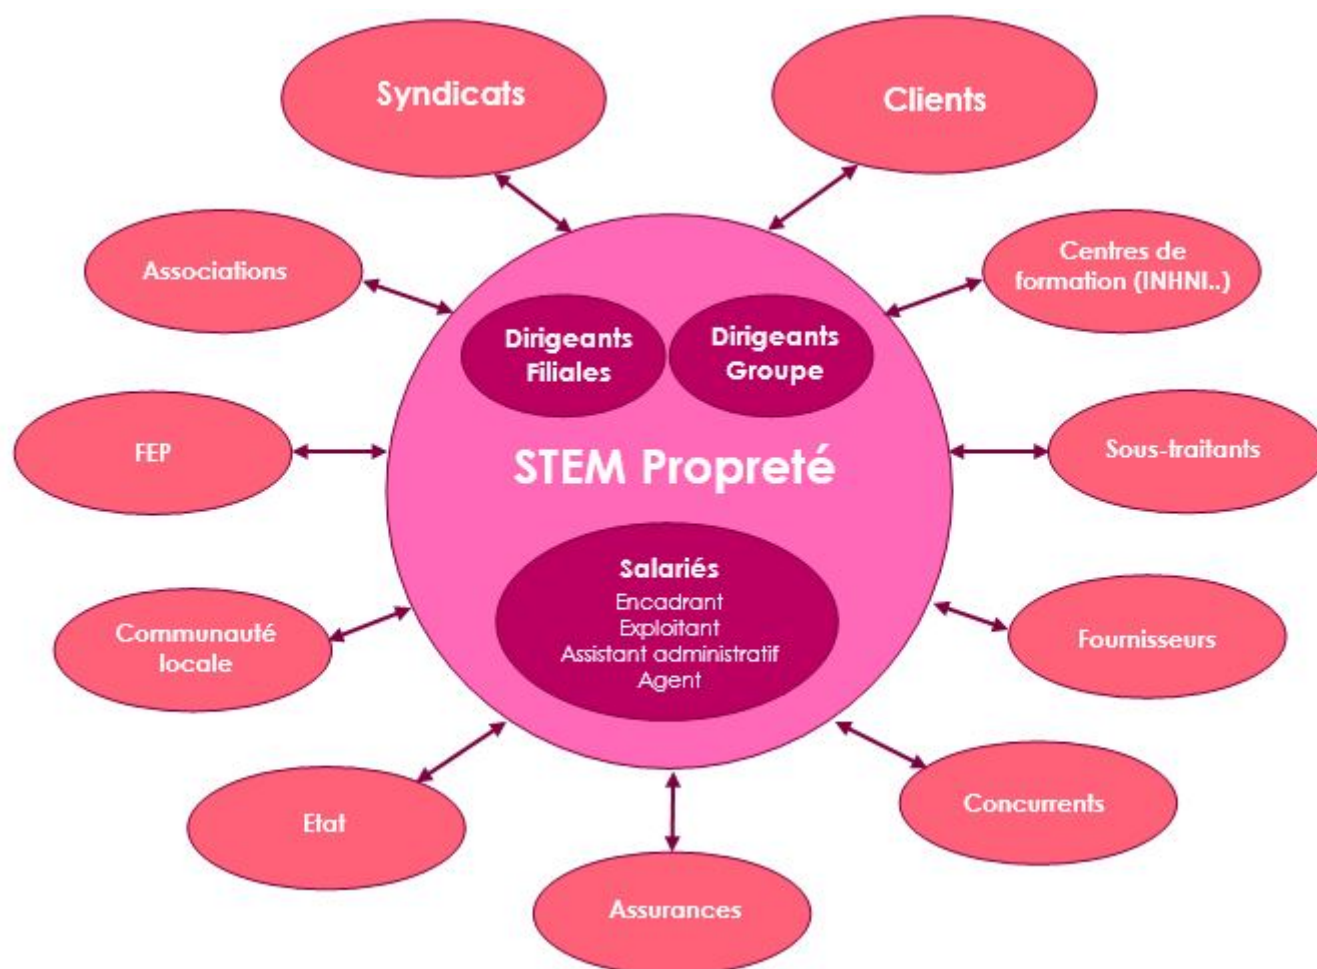 Syndicats
Clients
Associations
Centres de
formation (INHNI..)
Dirigeants
Filiales
Dirigeants
Groupe
FEP
STEM Propreté
Sous-traitants
Salariés
Encadrant
Exploitant
Assistant administratif
Agent
Communauté
locale
Fournisseurs
Etat
Concurrents
Assurances